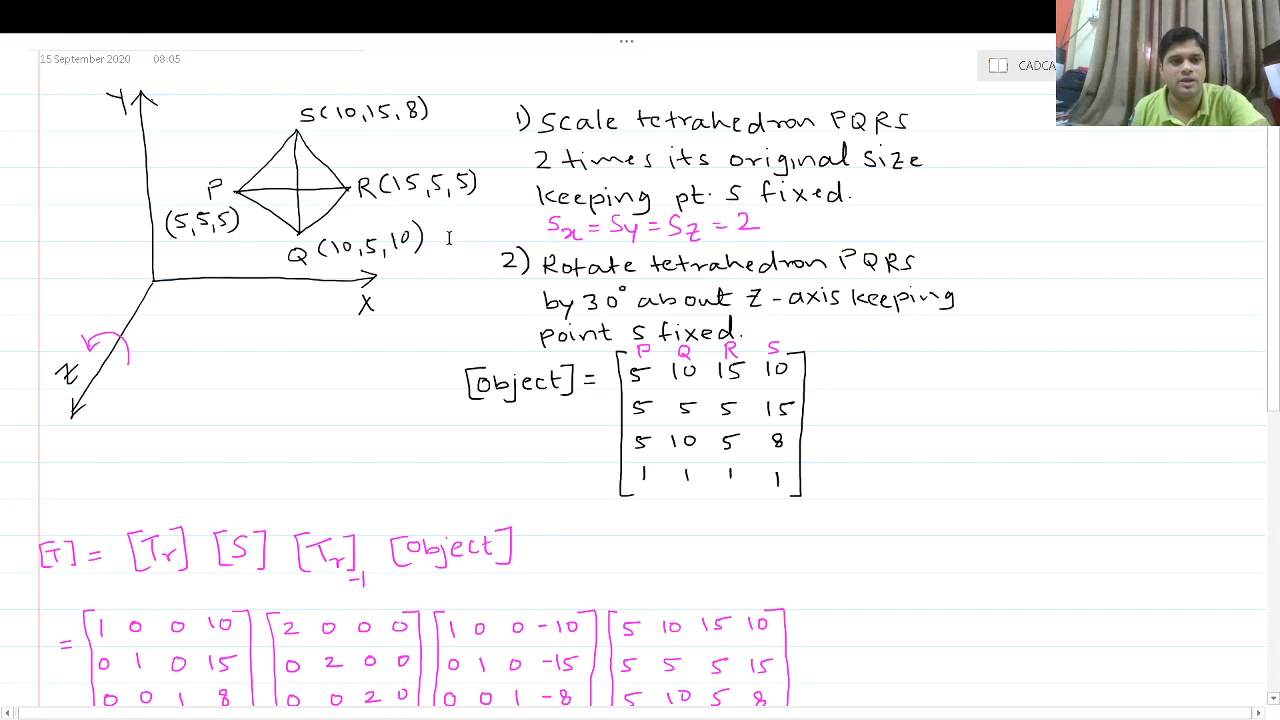 15 September 2020 08:05
CADCA
Y
S(10,15,8)
P
(5,5,5)
R(15,5,5)
Q(10,5,10)
X
Z
1) Scale tetrahedron PQRS
2 times its original size
keeping pt. S fixed.
Sx = Sy = Sz = 2
2) Rotate tetrahedron PQRS
by 30° about Z-axis keeping
point S fixed.
P Q R S
[object] = 5 10 15 10
5 5 5 15
5 10 5 8
1 1 1 1
[T] = [Tr] [S] [Tr]-1 [object]
= 1 0 0 10 2 0 0 0 1 0 0 -10 5 10 15 10
0 1 0 15 0 2 0 0 0 1 0 -15 5 5 5 15
0 0 1 8 0 0 2 0 0 0 1 -8 5 10 5 8